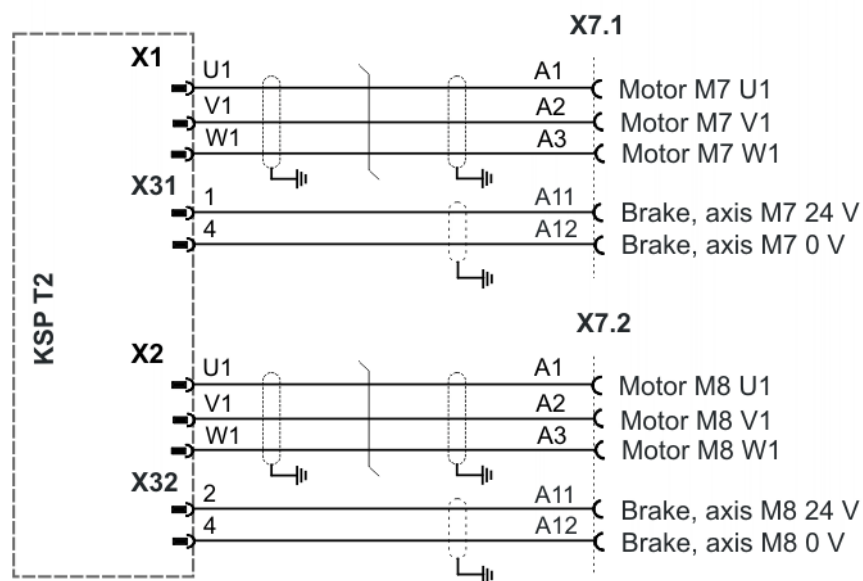 X7.1
X1
U1 A1 Motor M7 U1
V1 A2 Motor M7 V1
W1 A3 Motor M7 W1
X31
1 A11 Brake, axis M7 24 V
4 A12 Brake, axis M7 0 V
KSP T2
X7.2
X2
U1 A1 Motor M8 U1
V1 A2 Motor M8 V1
W1 A3 Motor M8 W1
X32
2 A11 Brake, axis M8 24 V
4 A12 Brake, axis M8 0 V